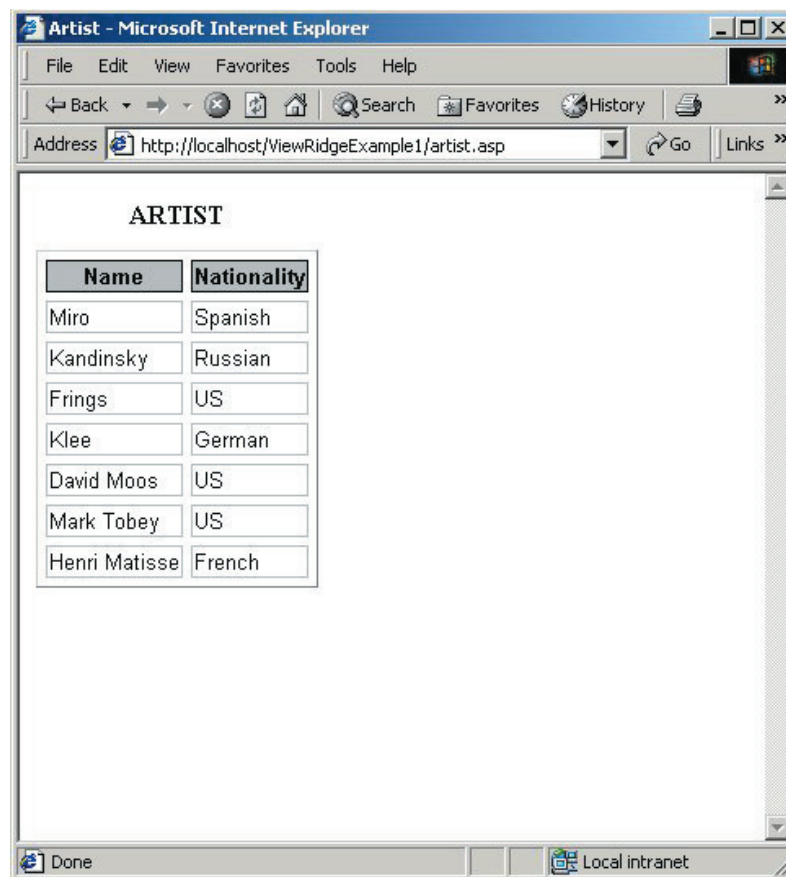 Artist - Microsoft Internet Explorer
File Edit View Favorites Tools Help
Back Search Favorites History »
Address http://localhost/ViewRidgeExample1/artist.asp Go Links »
ARTIST
Name Nationality
Miro Spanish
Kandinsky Russian
Frings US
Klee German
David Moos US
Mark Tobey US
Henri Matisse French
Done Local intranet